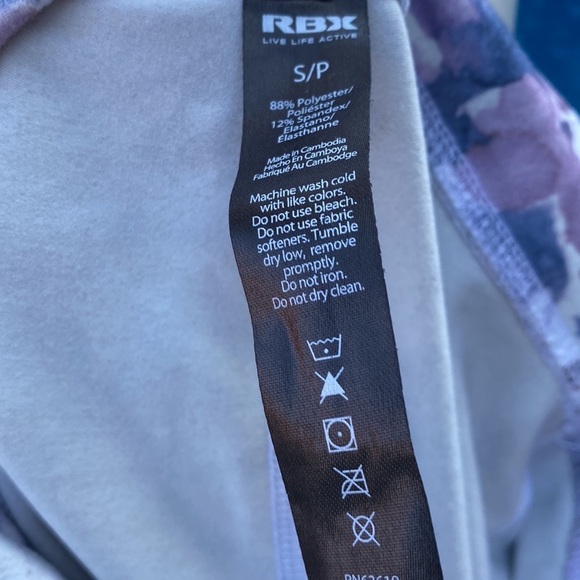 RBX
LIVE LIFE ACTIVE
S/P
88% Polyester/
Poliéster
12% Spandex/
Elastano/
Élasthanne
Made in Cambodia
Hecho En Camboya
Fabriqué Au Cambodge
Machine wash cold
with like colors.
Do not use bleach.
Do not use fabric
softeners. Tumble
dry low, remove
promptly.
Do not iron.
Do not dry clean.